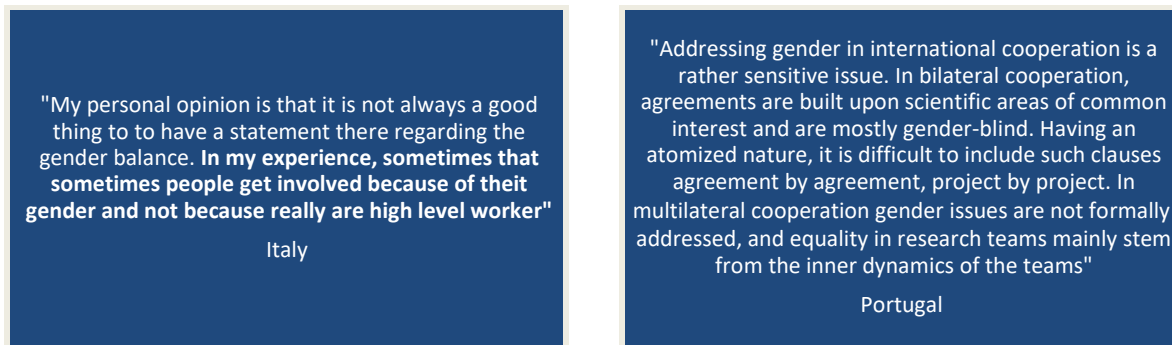 "My personal opinion is that it is not always a good
thing to to have a statement there regarding the
gender balance. In my experience, sometimes that
sometimes people get involved because of theit
gender and not because really are high level worker"
Italy
"Addressing gender in international cooperation is a
rather sensitive issue. In bilateral cooperation,
agreements are built upon scientific areas of common
interest and are mostly gender-blind. Having an
atomized nature, it is difficult to include such clauses
agreement by agreement, project by project. In
multilateral cooperation gender issues are not formally
addressed, and equality in research teams mainly stem
from the inner dynamics of the teams"
Portugal